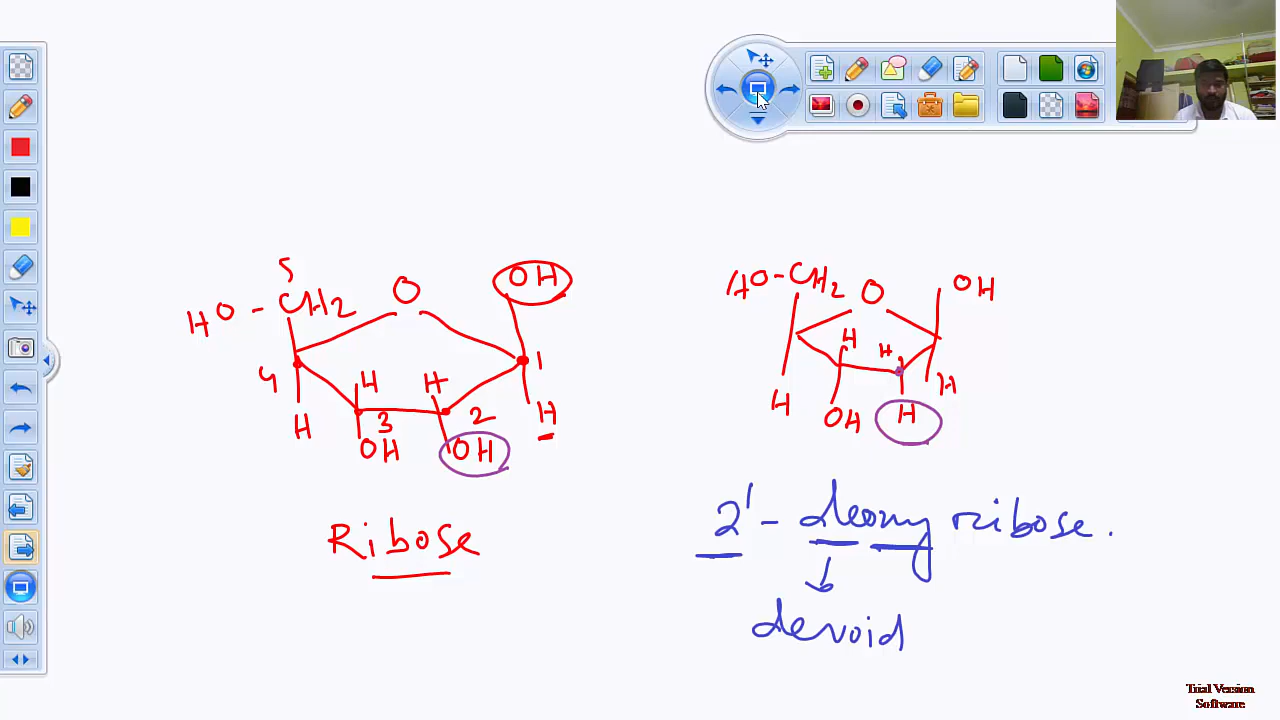 5
HO - CH2 O OH
4 H H 3 H 2 1 H
OH OH
HO - CH2 O OH
H H H H
OH H
Ribose
2' - deoxy ribose.
devoid
Trial Version
Software